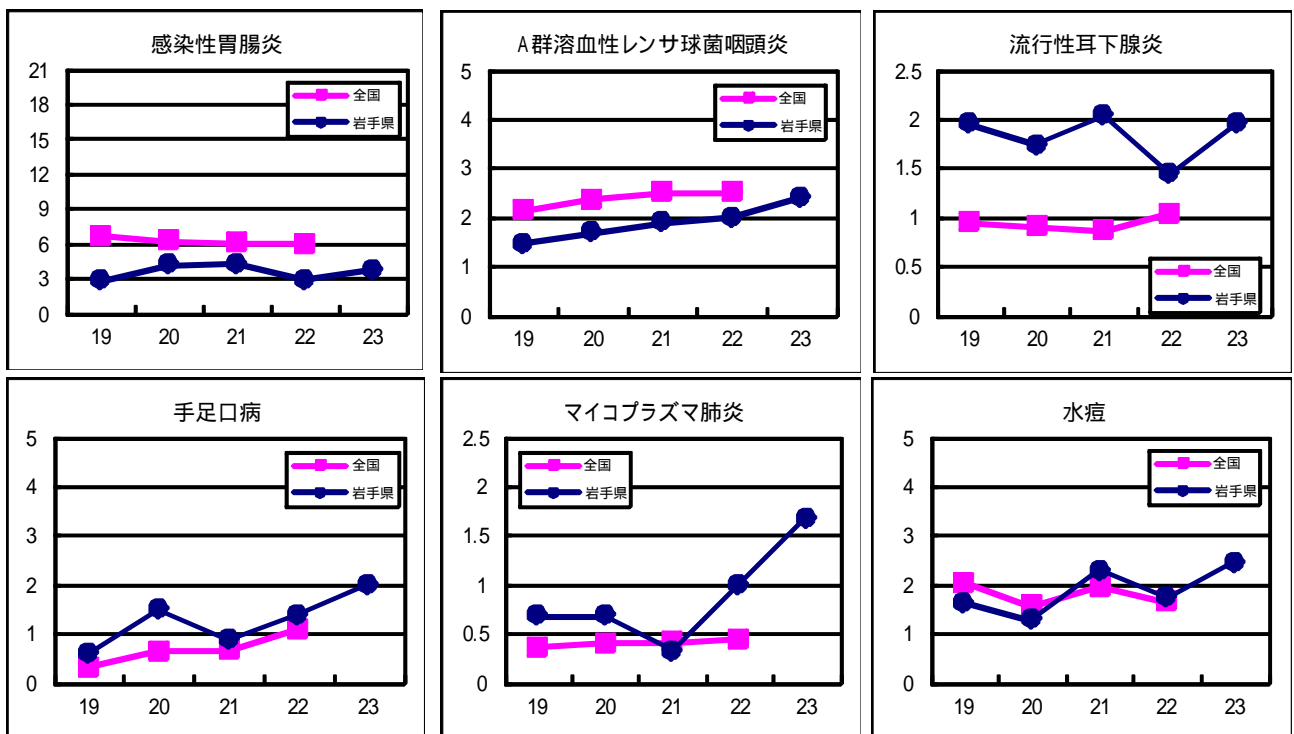 感染性胃腸炎
21
18
15
12
9
6
3
0
19 20 21 22 23
全国
岩手県
A群溶血性レンサ球菌咽頭炎
5
4
3
2
1
0
19 20 21 22 23
全国
岩手県
流行性耳下腺炎
2.5
2
1.5
1
0.5
0
19 20 21 22 23
全国
岩手県
手足口病
5
4
3
2
1
0
19 20 21 22 23
全国
岩手県
マイコプラズマ肺炎
2.5
2
1.5
1
0.5
0
19 20 21 22 23
全国
岩手県
水痘
5
4
3
2
1
0
19 20 21 22 23
全国
岩手県